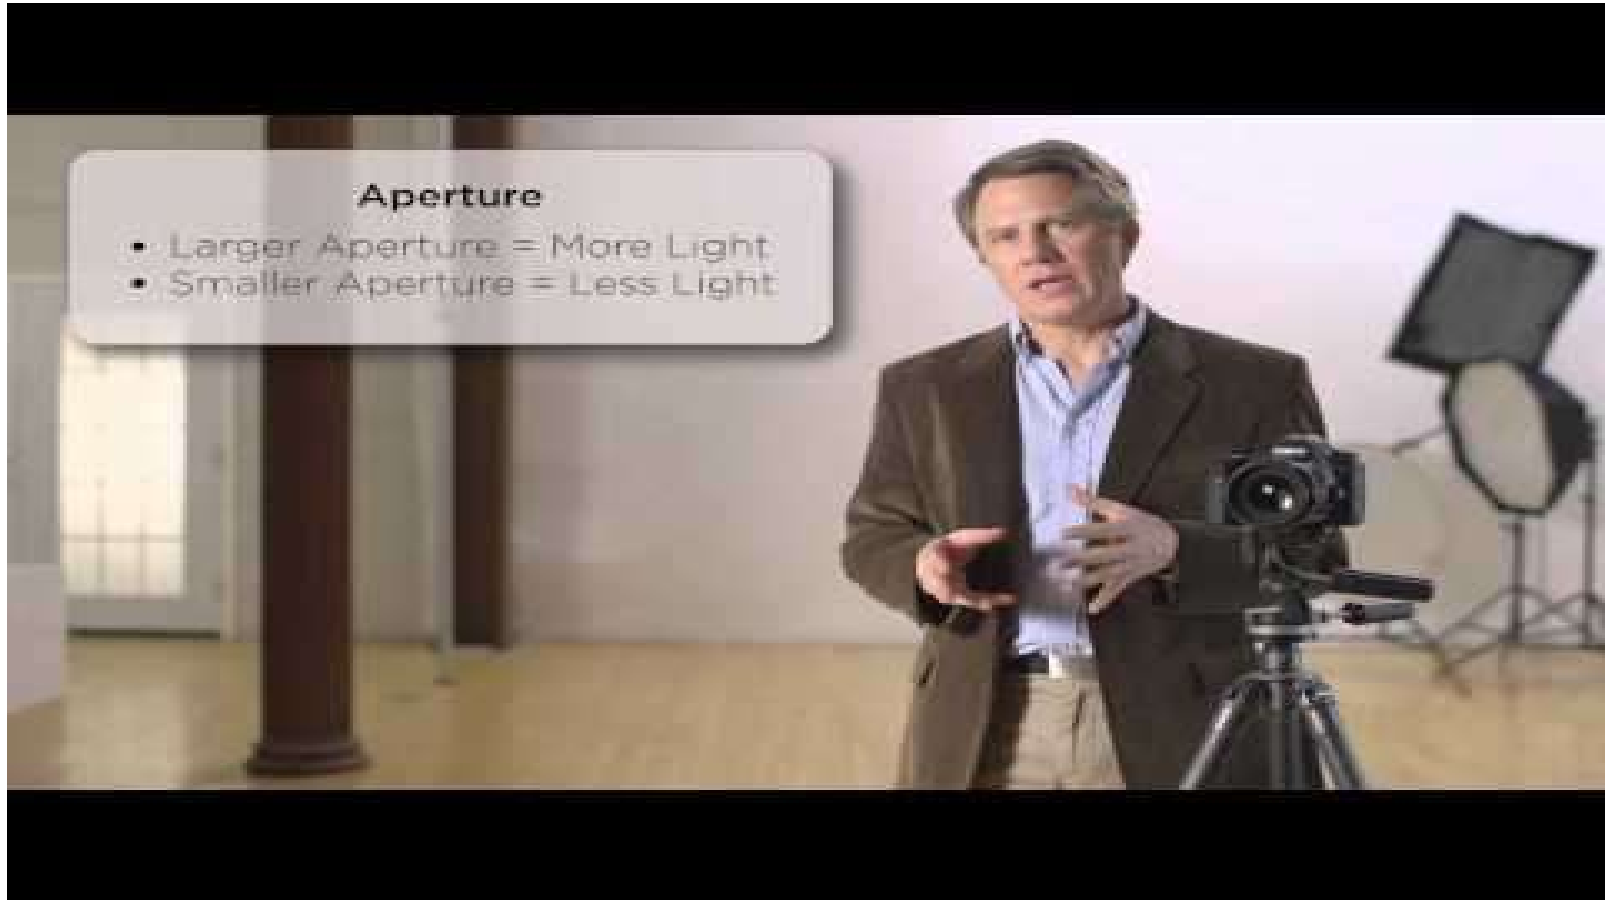 Aperture
• Larger Aperture = More Light
• Smaller Aperture = Less Light